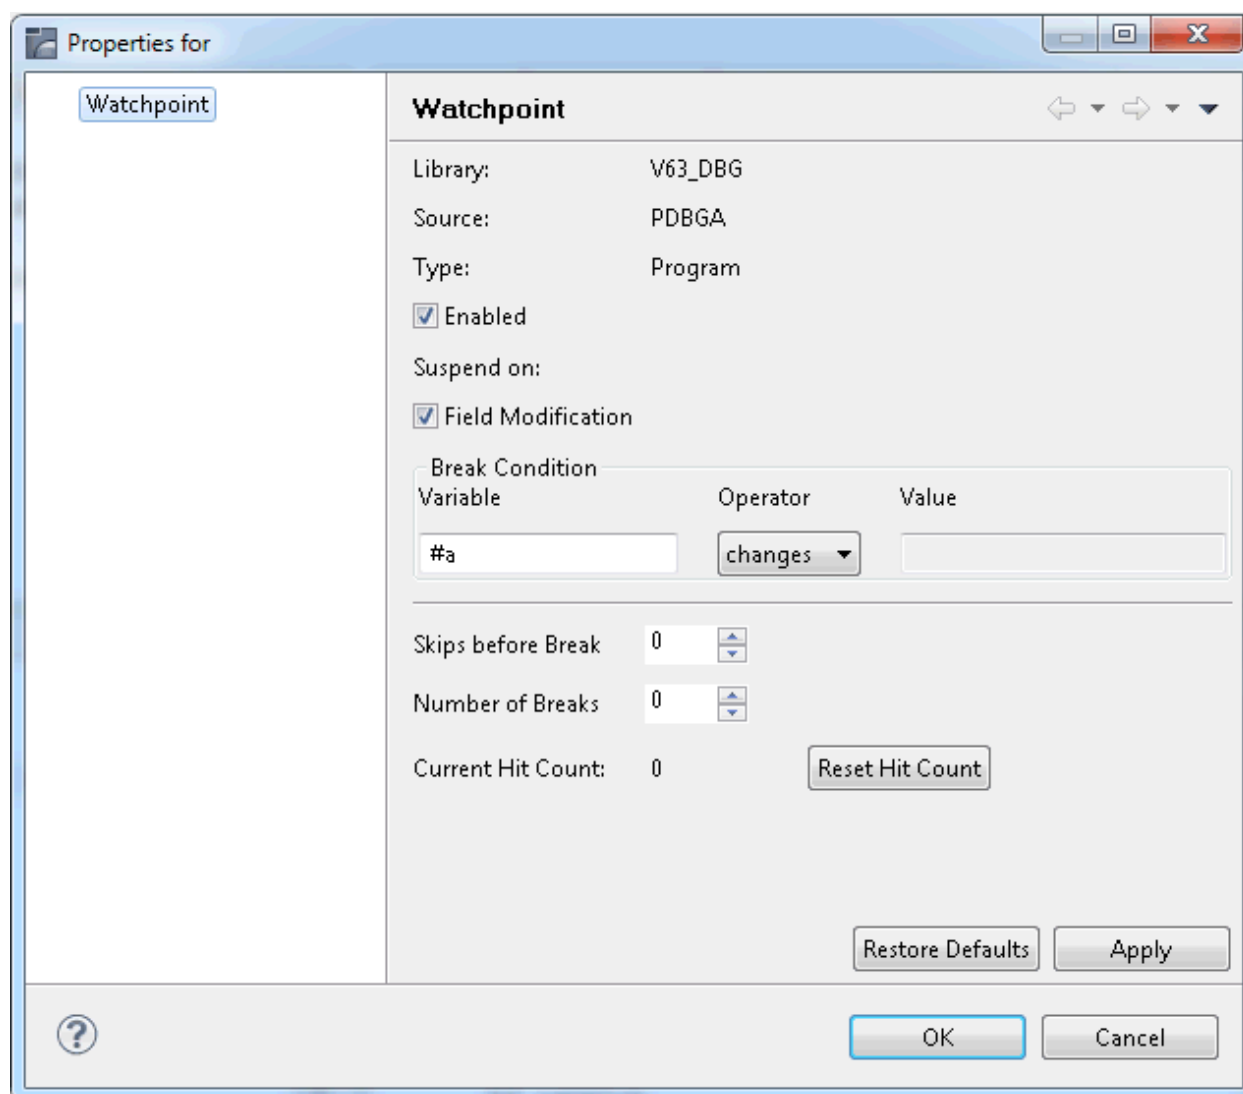 Properties for
Watchpoint
Watchpoint
Library: V63_DBG
Source: PDBGA
Type: Program
Enabled
Suspend on:
Field Modification
Break Condition
Variable Operator Value
#a changes
Skips before Break 0
Number of Breaks 0
Current Hit Count: 0 Reset Hit Count
Restore Defaults Apply
? OK Cancel